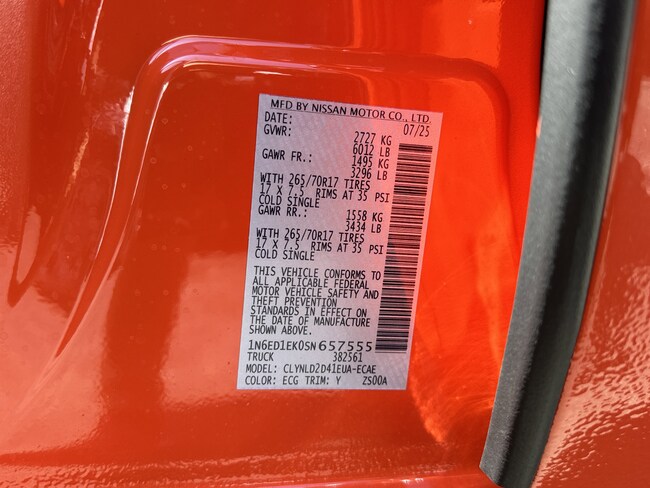 MFD BY NISSAN MOTOR CO., LTD.
DATE: 07/25
GVWR: 2727 KG
6012 LB
GAWR FR.: 1495 KG
3296 LB
WITH 265/70R17 TIRES
17 X 7.5 RIMS AT 35 PSI
COLD SINGLE
GAWR RR.: 1558 KG
3434 LB
WITH 265/70R17 TIRES
17 X 7.5 RIMS AT 35 PSI
COLD SINGLE
THIS VEHICLE CONFORMS TO
ALL APPLICABLE FEDERAL
MOTOR VEHICLE SAFETY AND
THEFT PREVENTION
STANDARDS IN EFFECT ON
THE DATE OF MANUFACTURE
SHOWN ABOVE.
1N6ED1EK0SN657555
TRUCK 382561
MODEL: CLYNLD2D41EUA-ECAE
COLOR: ECG TRIM: Y ZS00A